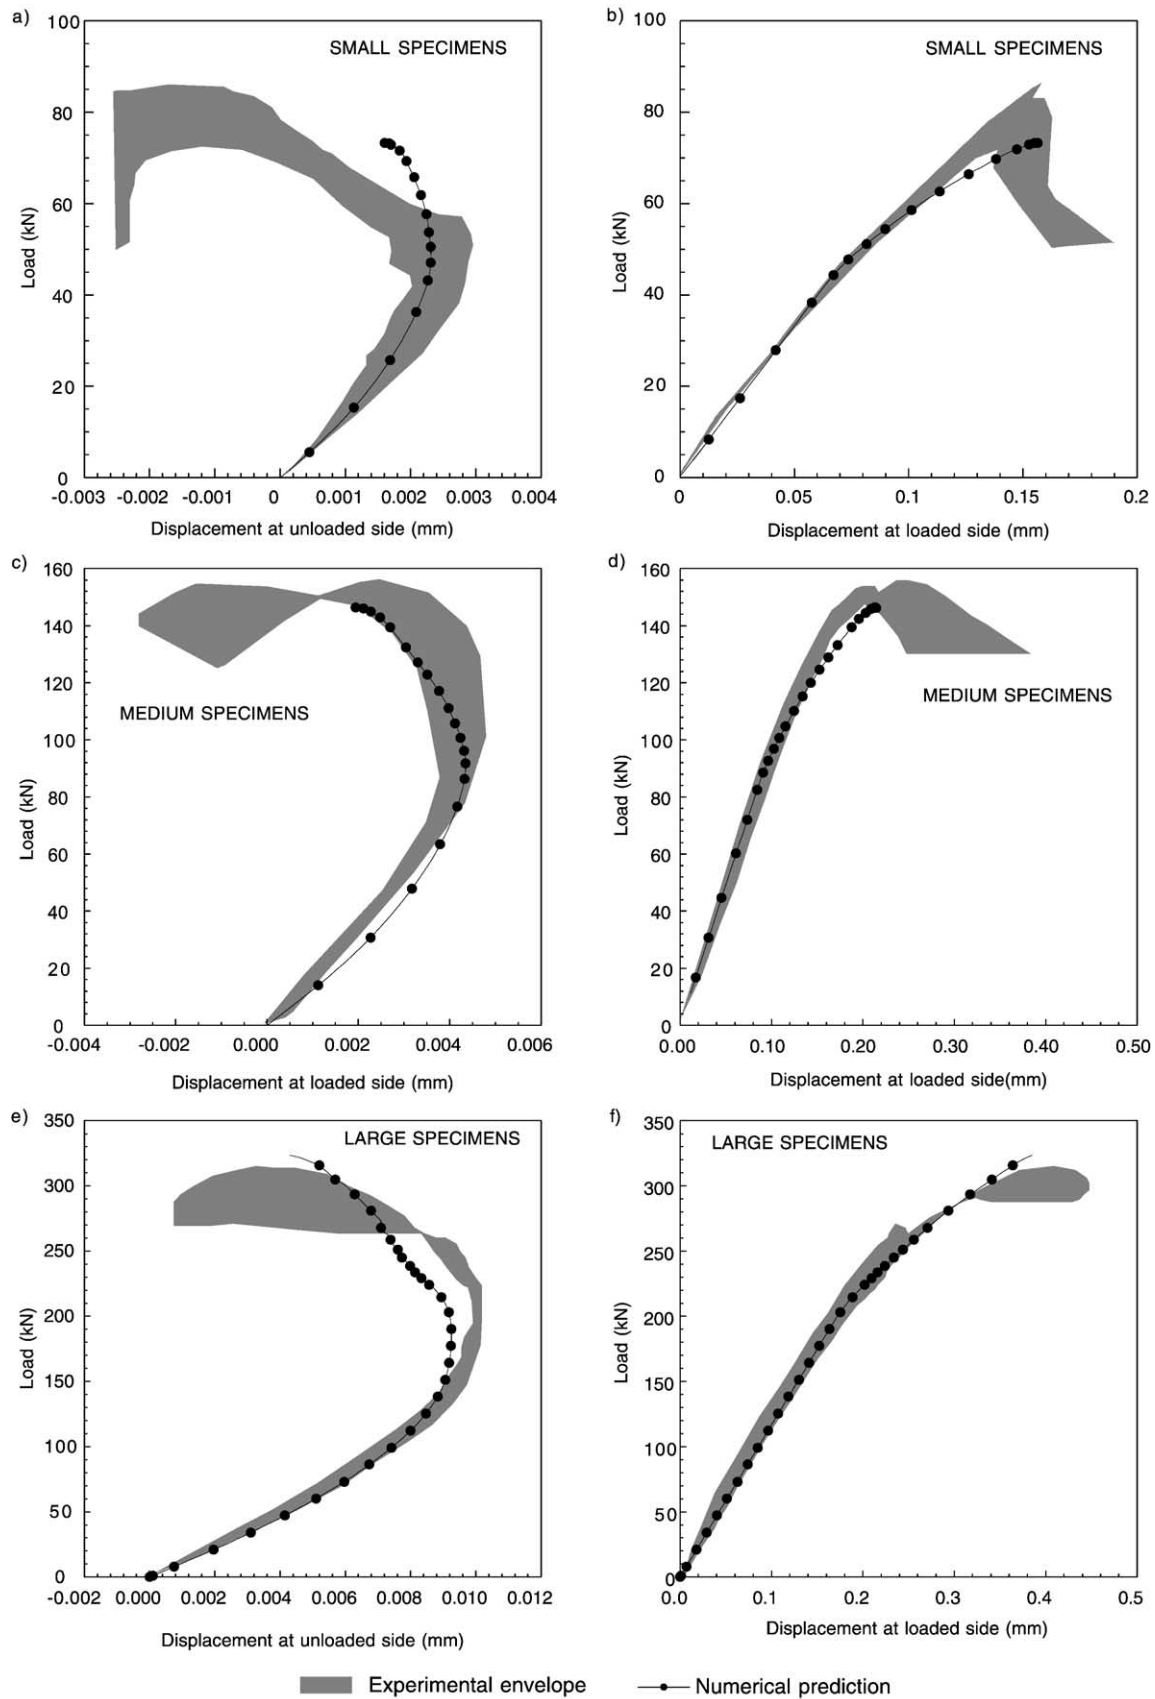 a)
SMALL SPECIMENS
100
80
60
40
20
0
Load (kN)
-0.003 -0.002 -0.001 0 0.001 0.002 0.003 0.004
Displacement at unloaded side (mm)
b)
SMALL SPECIMENS
100
80
60
40
20
0
Load (kN)
0 0.05 0.1 0.15 0.2
Displacement at loaded side (mm)
c)
MEDIUM SPECIMENS
160
140
120
100
80
60
40
20
0
Load (kN)
-0.004 -0.002 0.000 0.002 0.004 0.006
Displacement at loaded side (mm)
d)
MEDIUM SPECIMENS
160
140
120
100
80
60
40
20
0
Load (kN)
0.00 0.10 0.20 0.30 0.40 0.50
Displacement at loaded side(mm)
e)
LARGE SPECIMENS
350
300
250
200
150
100
50
0
Load (kN)
-0.002 0.000 0.002 0.004 0.006 0.008 0.010 0.012
Displacement at unloaded side (mm)
f)
LARGE SPECIMENS
350
300
250
200
150
100
50
0
Load (kN)
0.0 0.1 0.2 0.3 0.4 0.5
Displacement at loaded side (mm)
Experimental envelope
Numerical prediction